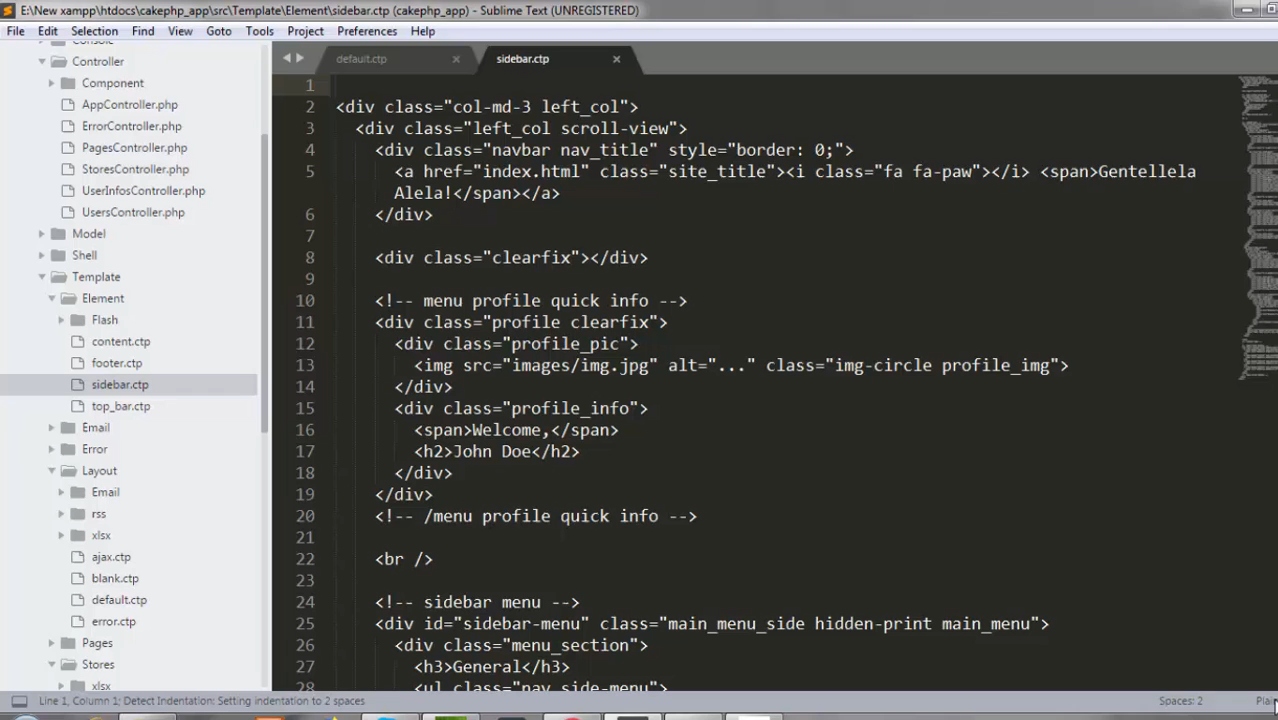 E:\New xampp\htdocs\cakephp_app\src\Template\Element\sidebar.ctp (cakephp_app) - Sublime Text (UNREGISTERED)
File Edit Selection Find View Goto Tools Project Preferences Help
Controller
Component
AppController.php
ErrorController.php
PagesController.php
StoresController.php
UserInfosController.php
UsersController.php
Model
Shell
Template
Element
Flash
content.ctp
footer.ctp
sidebar.ctp
top_bar.ctp
Email
Error
Layout
Email
rss
xlsx
ajax.ctp
blank.ctp
default.ctp
error.ctp
Pages
Stores
xlsx
default.ctp sidebar.ctp
1
2 <div class="col-md-3 left_col">
3 <div class="left_col scroll-view">
4 <div class="navbar nav_title" style="border: 0;">
5 <a href="index.html" class="site_title"><i class="fa fa-paw"></i> <span>Gentellela
Alela!</span></a>
6 </div>
7
8 <div class="clearfix"></div>
9
10 <!-- menu profile quick info -->
11 <div class="profile clearfix">
12 <div class="profile_pic">
13 <img src="images/img.jpg" alt="..." class="img-circle profile_img">
14 </div>
15 <div class="profile_info">
16 <span>Welcome,</span>
17 <h2>John Doe</h2>
18 </div>
19 </div>
20 <!-- /menu profile quick info -->
21
22 <br />
23
24 <!-- sidebar menu -->
25 <div id="sidebar-menu" class="main_menu_side hidden-print main_menu">
26 <div class="menu_section">
27 <h3>General</h3>
28 <ul class="nav side-menu">
Line 1, Column 1; Detect Indentation: Setting indentation to 2 spaces
Spaces: 2